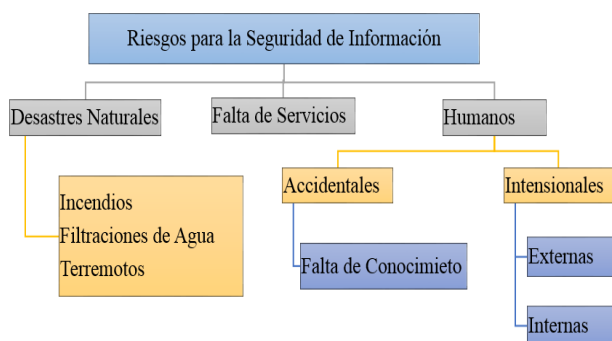 Riesgos para la Seguridad de Información
Desastres Naturales
Falta de Servicios
Humanos
Incendios
Filtraciones de Agua
Terremotos
Accidentales
Intensionales
Falta de Conocimieto
Externas
Internas